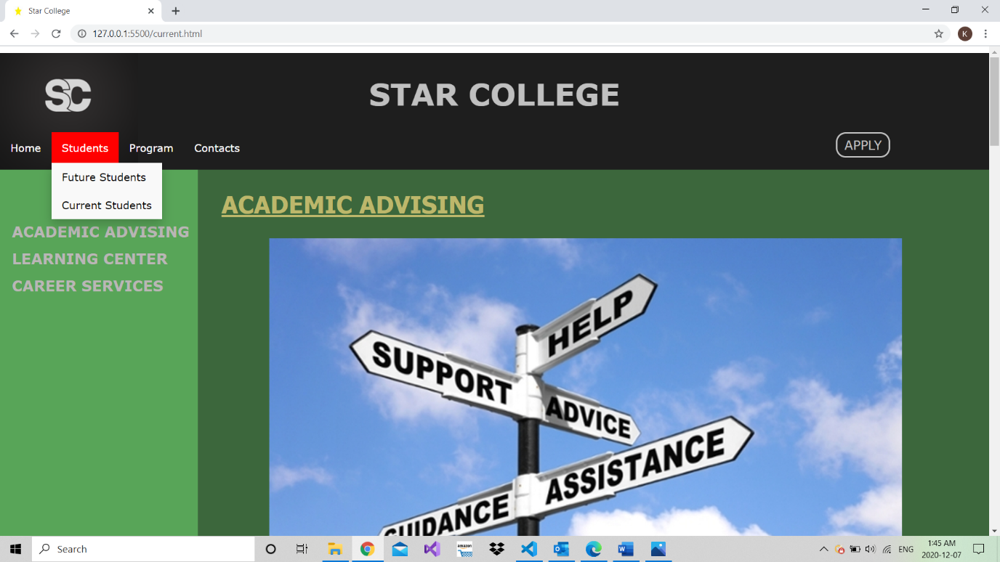 Star College
127.0.0.1:5500/current.html
K
SC
STAR COLLEGE
Home Students Program Contacts
APPLY
Future Students
Current Students
ACADEMIC ADVISING
LEARNING CENTER
CAREER SERVICES
ACADEMIC ADVISING
HELP
SUPPORT
ADVICE
ASSISTANCE
GUIDANCE
Search
amazon
ENG
1:45 AM
2020-12-07